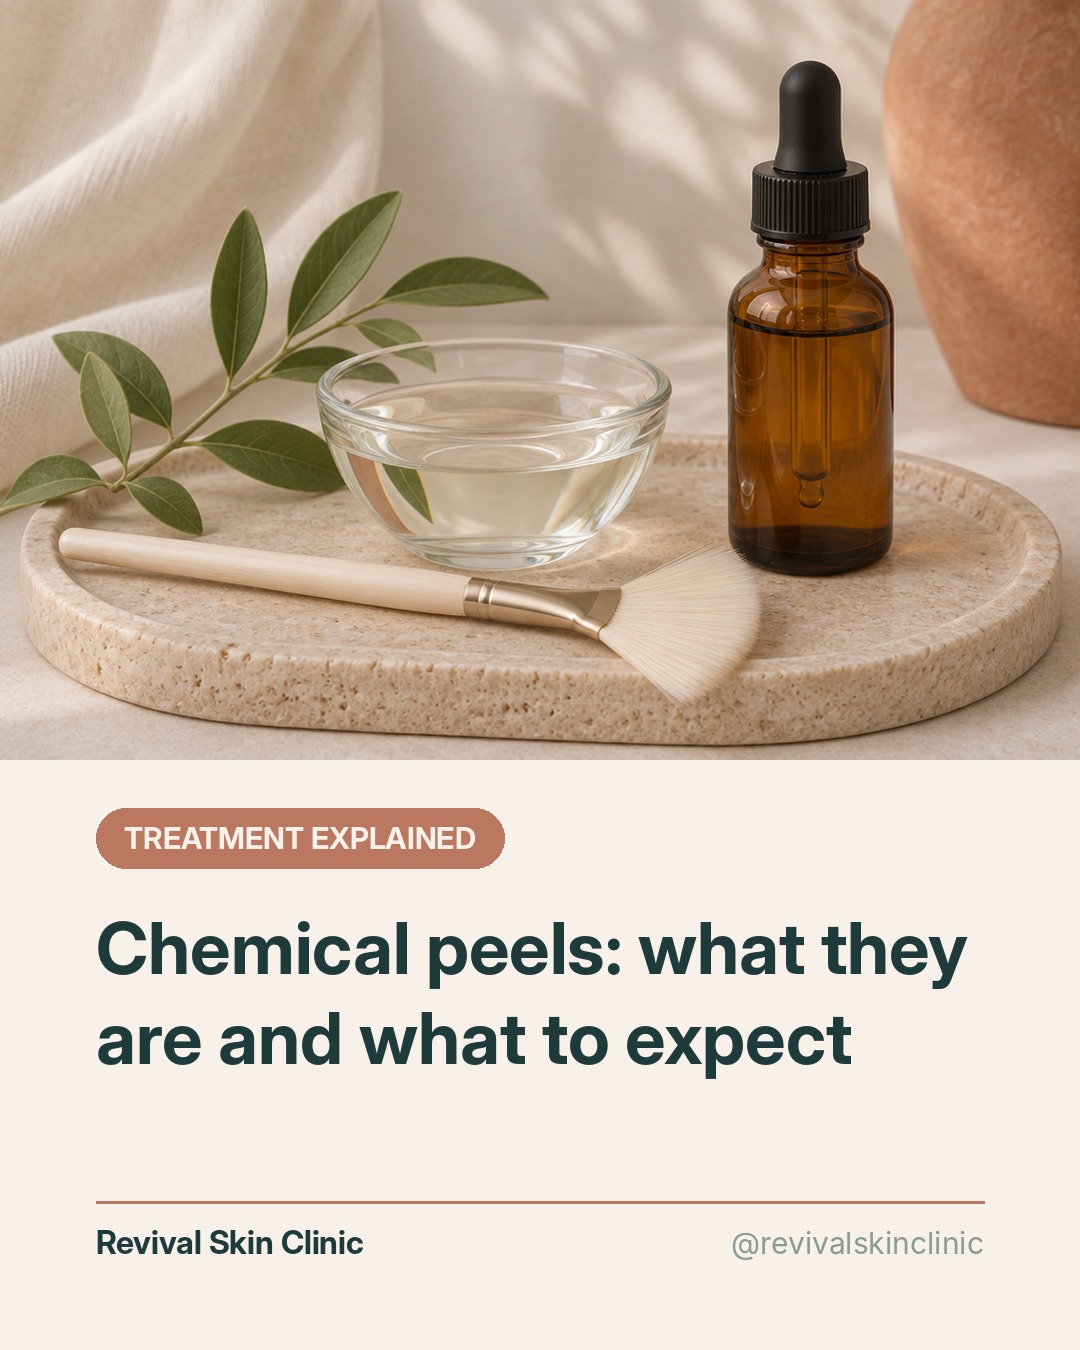 TREATMENT EXPLAINED
Chemical peels: what they
are and what to expect
Revival Skin Clinic
@revivalskinclinic